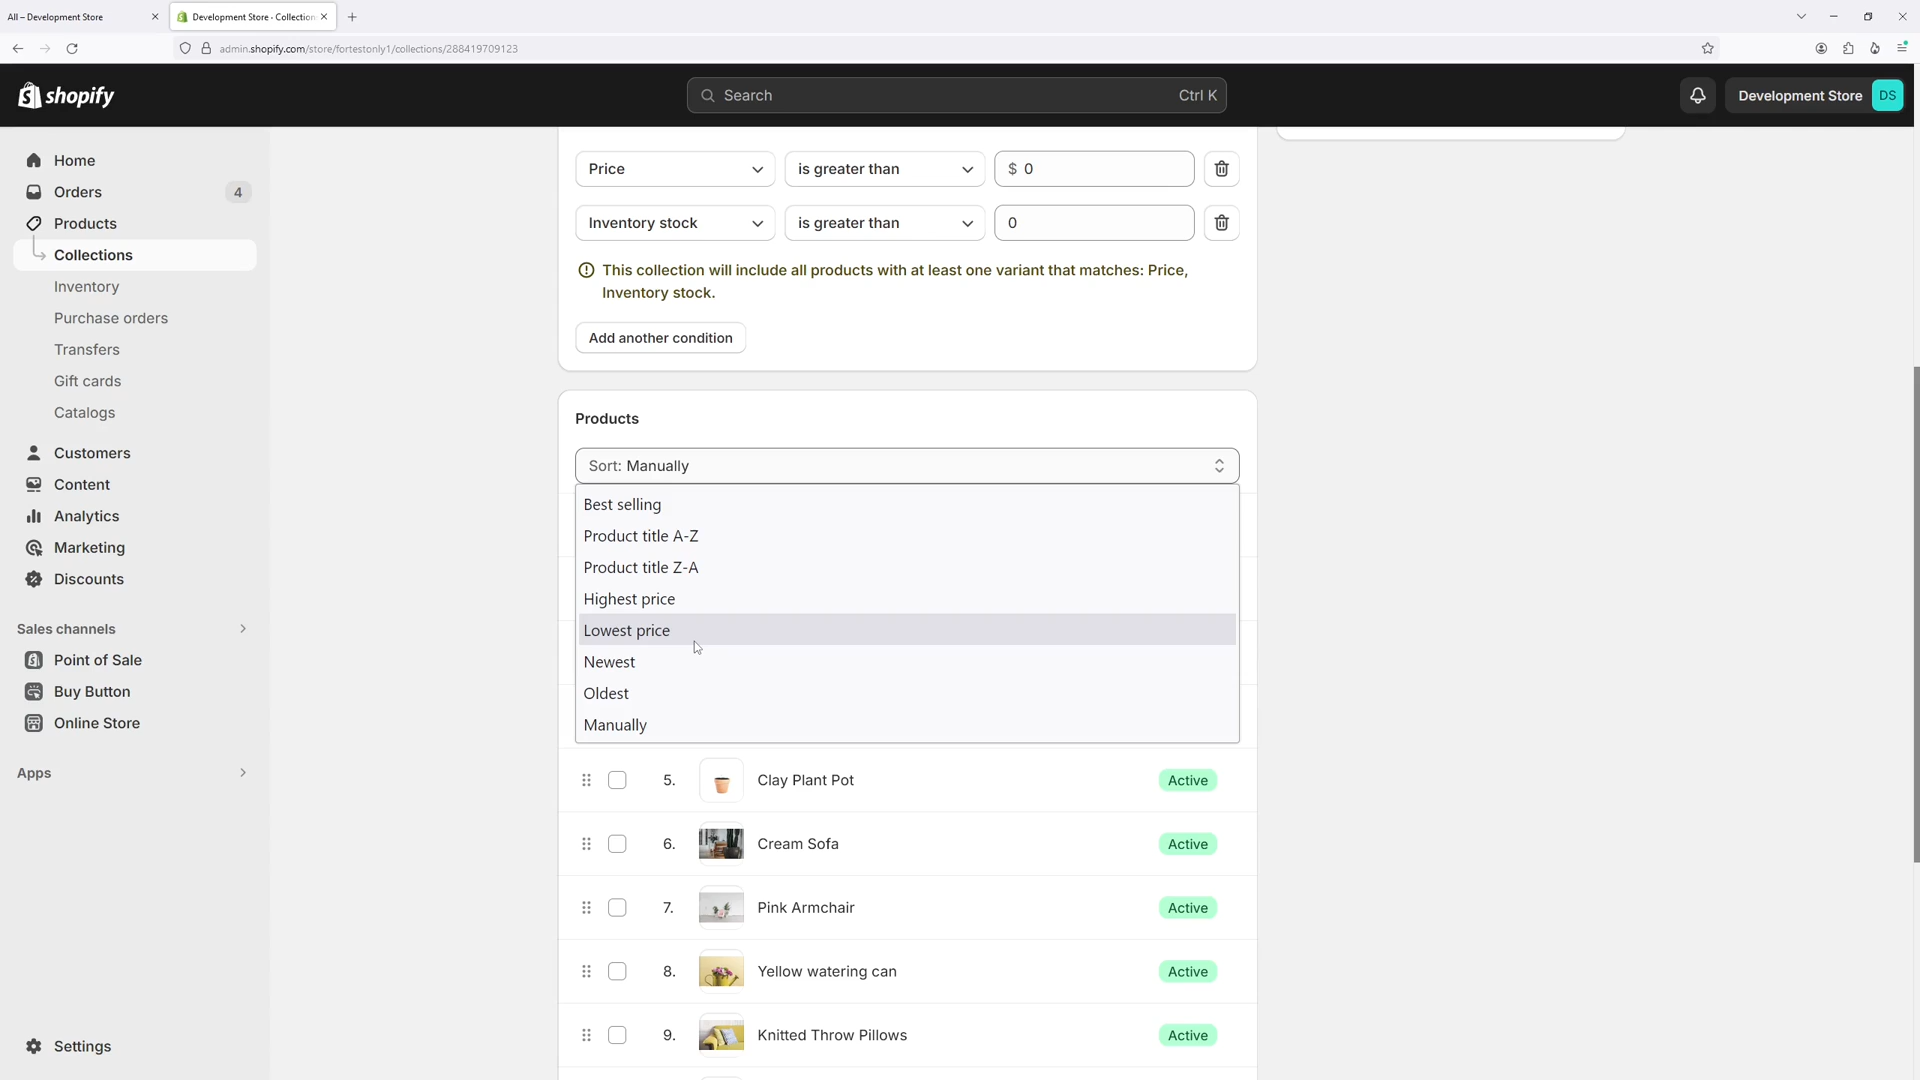 All – Development Store
Development Store · Collection
admin.shopify.com/store/fortestonly1/collections/288419709123
shopify
Search
Ctrl K
Development Store
DS
Home
Orders
4
Products
Collections
Inventory
Purchase orders
Transfers
Gift cards
Catalogs
Customers
Content
Analytics
Marketing
Discounts
Sales channels
Point of Sale
Buy Button
Online Store
Apps
Settings
Price
is greater than
$ 0
Inventory stock
is greater than
0
This collection will include all products with at least one variant that matches: Price,
Inventory stock.
Add another condition
Products
Sort: Manually
Best selling
Product title A-Z
Product title Z-A
Highest price
Lowest price
Newest
Oldest
Manually
5. Clay Plant Pot Active
6. Cream Sofa Active
7. Pink Armchair Active
8. Yellow watering can Active
9. Knitted Throw Pillows Active